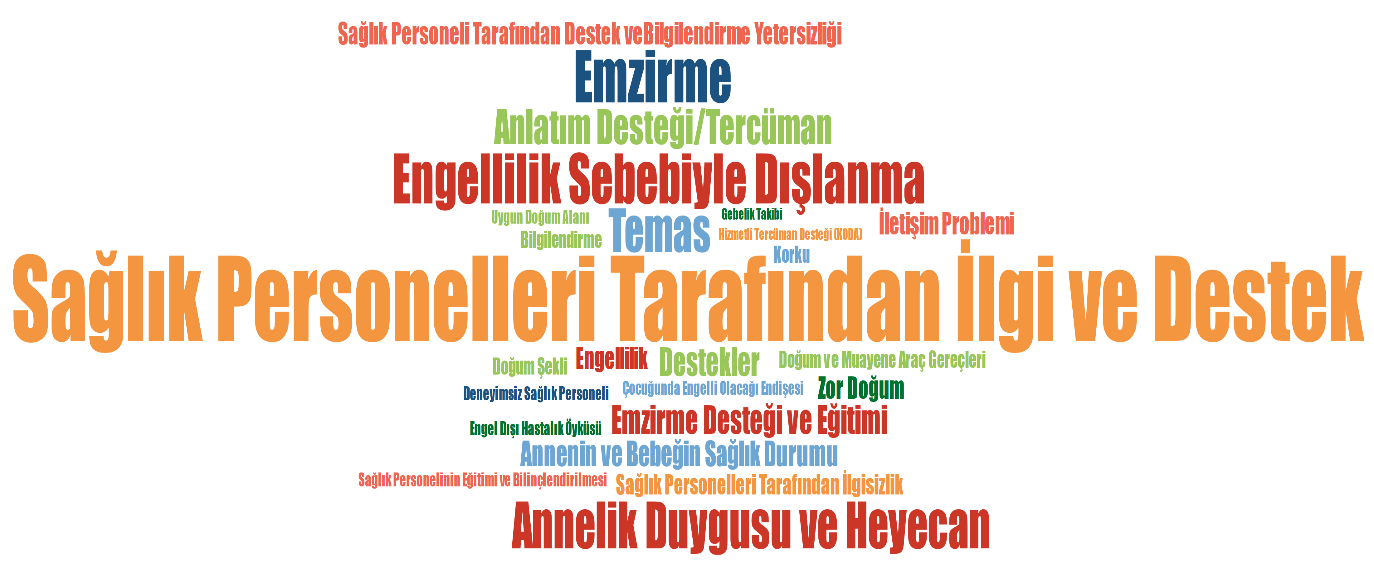 Sağlık Personeli Tarafından Destek veBilgilendirme Yetersizliği
Emzirme
Anlatım Desteği/Tercüman
Engellilik Sebebiyle Dışlanma
Uygun Doğum Alanı
Temas
Gebelik Takibi
İletişim Problemi
Bilgilendirme
Hizmetli Tercüman Desteği (KODA)
Korku
Sağlık Personelleri Tarafından İlgi ve Destek
Doğum Şekli
Engellilik
Destekler
Doğum ve Muayene Araç Gereçleri
Deneyimsiz Sağlık Personeli
Çocuğunda Engelli Olacağı Endişesi
Zor Doğum
Engel Dışı Hastalık Öyküsü
Emzirme Desteği ve Eğitimi
Annenin ve Bebeğin Sağlık Durumu
Sağlık Personelinin Eğitimi ve Bilinçlendirilmesi
Sağlık Personelleri Tarafından İlgisizlik
Annelik Duygusu ve Heyecan